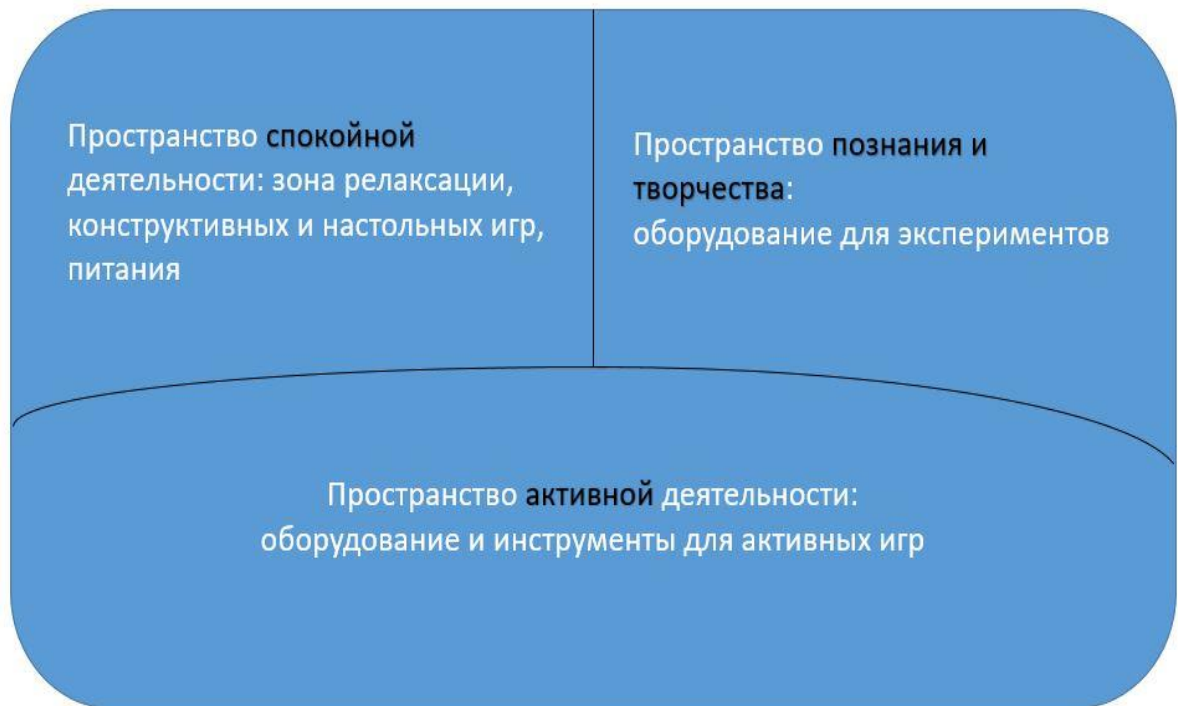 Пространство спокойной
деятельности: зона релаксации,
конструктивных и настольных игр,
питания
Пространство познания и
творчества:
оборудование для экспериментов
Пространство активной деятельности:
оборудование и инструменты для активных игр